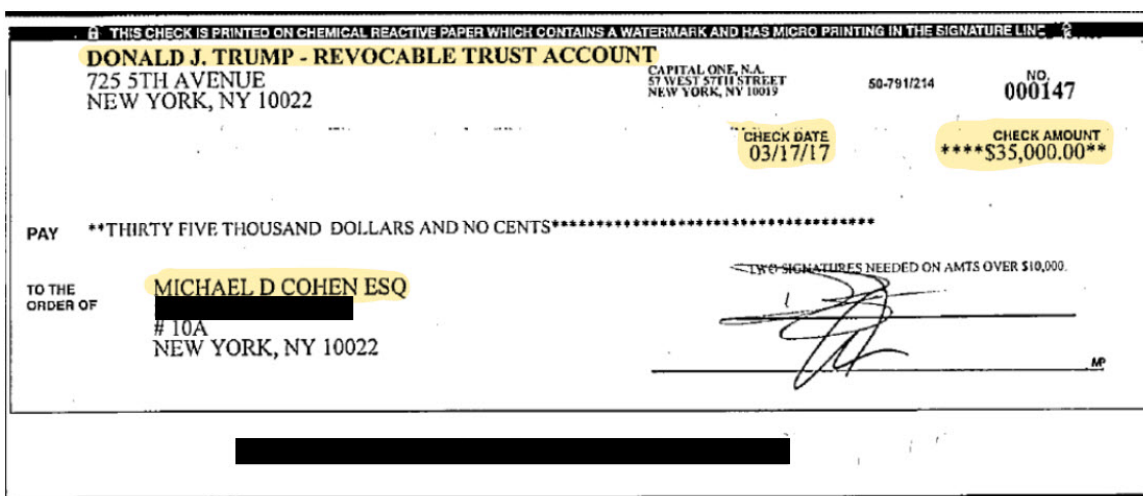 THIS CHECK IS PRINTED ON CHEMICAL REACTIVE PAPER WHICH CONTAINS A WATERMARK AND HAS MICRO PRINTING IN THE SIGNATURE LINE
DONALD J. TRUMP - REVOCABLE TRUST ACCOUNT
725 5TH AVENUE
NEW YORK, NY 10022
CAPITAL ONE, N.A.
57 WEST 57TH STREET
NEW YORK, NY 10019
50-791/214
NO.
000147
CHECK DATE
03/17/17
CHECK AMOUNT
****$35,000.00**
PAY **THIRTY FIVE THOUSAND DOLLARS AND NO CENTS***********************************
TWO SIGNATURES NEEDED ON AMTS OVER $10,000.
TO THE
ORDER OF
MICHAEL D COHEN ESQ
# 10A
NEW YORK, NY 10022
MP